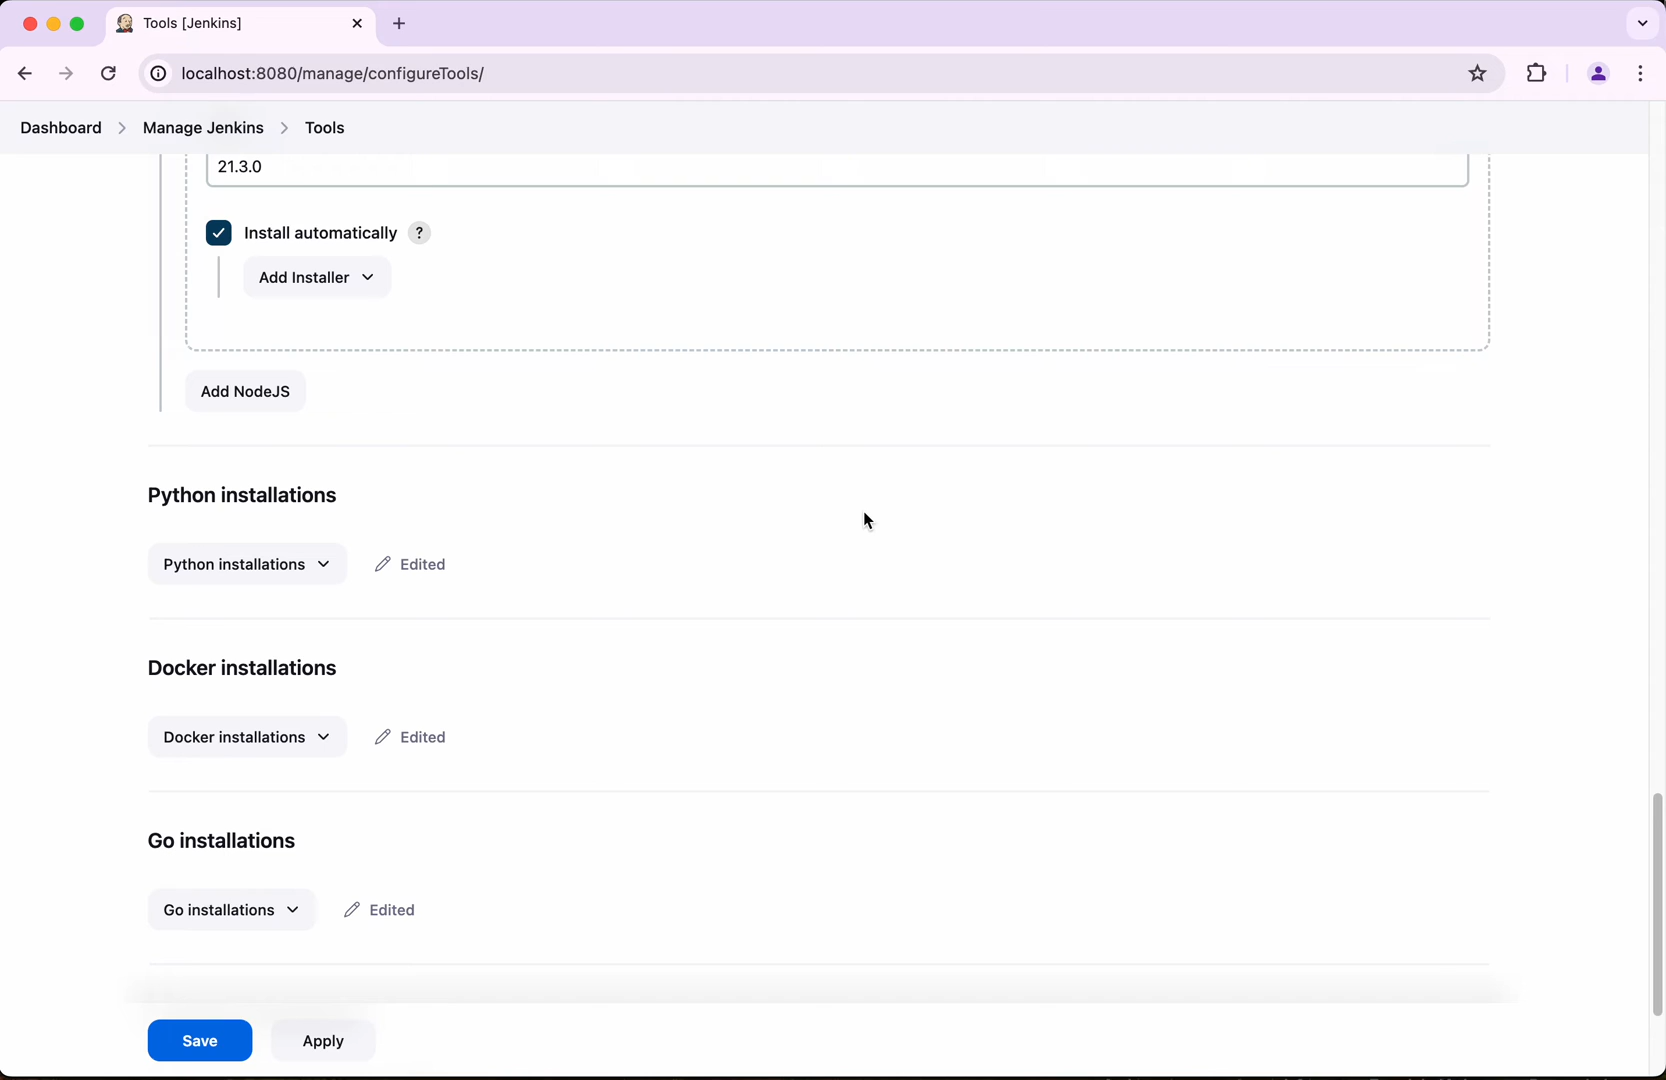 Tools [Jenkins]
localhost:8080/manage/configureTools/
Dashboard Manage Jenkins Tools
21.3.0
Install automatically ?
Add Installer
Add NodeJS
Python installations
Python installations Edited
Docker installations
Docker installations Edited
Go installations
Go installations Edited
Save Apply